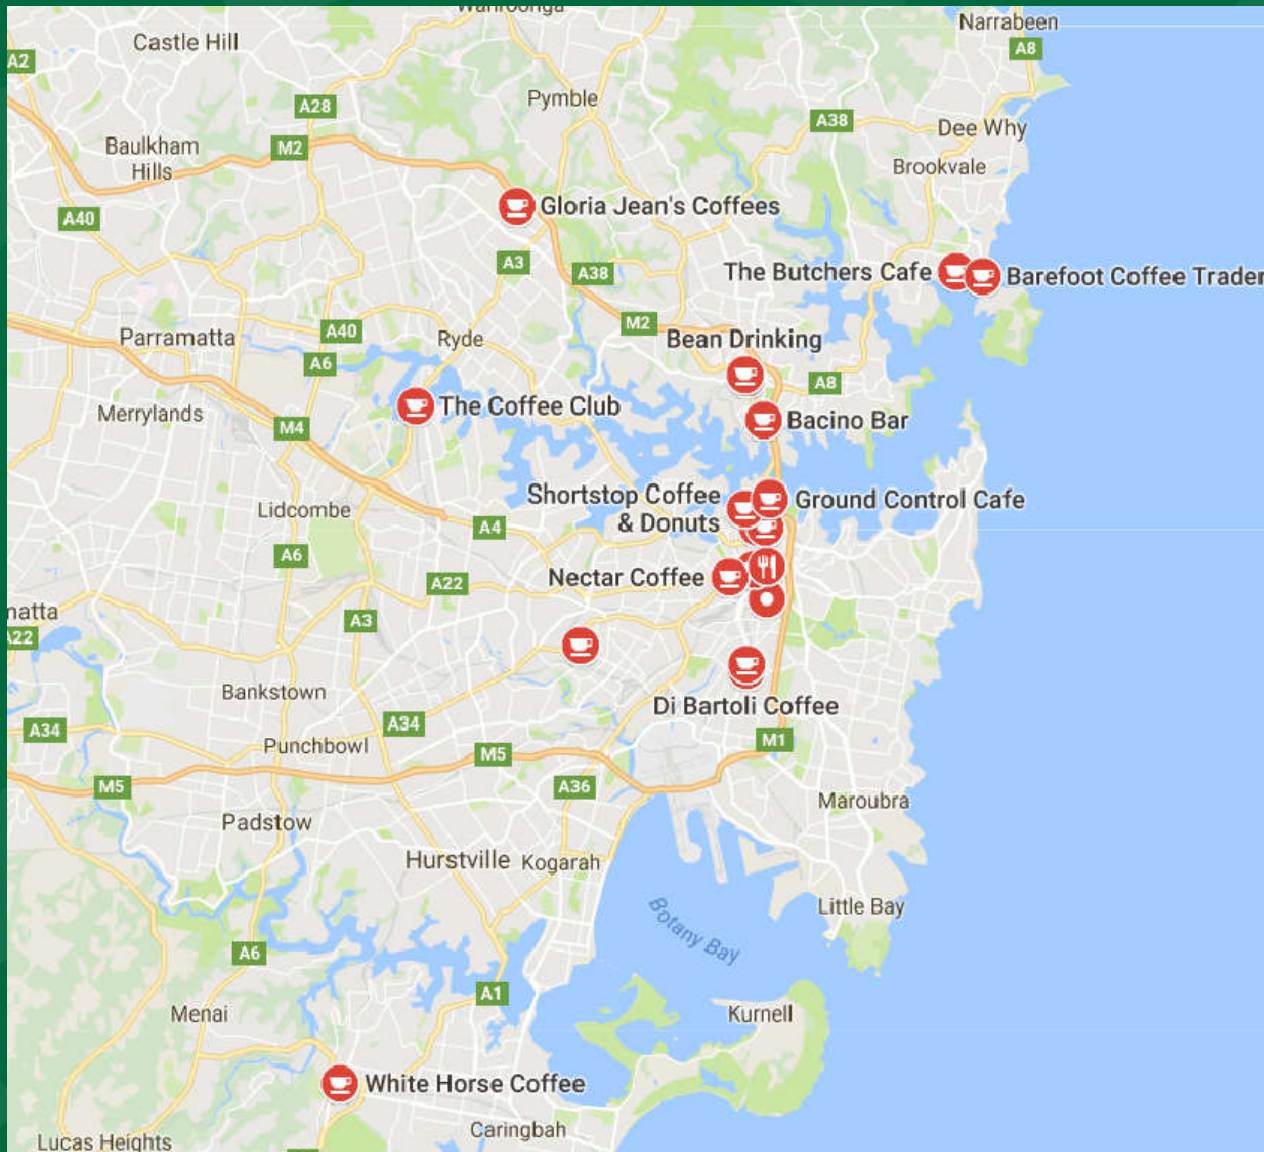 Wahroonga
Narrabeen
Castle Hill
A8
A2
Pymble
A28
A38
Dee Why
Baulkham
Hills
M2
Brookvale
Gloria Jean's Coffees
A40
A3
A38
The Butchers Cafe
Barefoot Coffee Trader
M2
Parramatta
A40
Ryde
Bean Drinking
A6
A8
Merrylands
The Coffee Club
Bacino Bar
M4
Shortstop Coffee
& Donuts
Ground Control Cafe
Lidcombe
A4
A6
Nectar Coffee
A22
matta
A3
A22
Bankstown
Di Bartoli Coffee
A34
A34
Punchbowl
M5
M1
M5
A36
Maroubra
Padstow
Hurstville
Kogarah
Little Bay
Botany Bay
A6
A1
Menai
Kurnell
White Horse Coffee
Caringbah
Lucas Heights